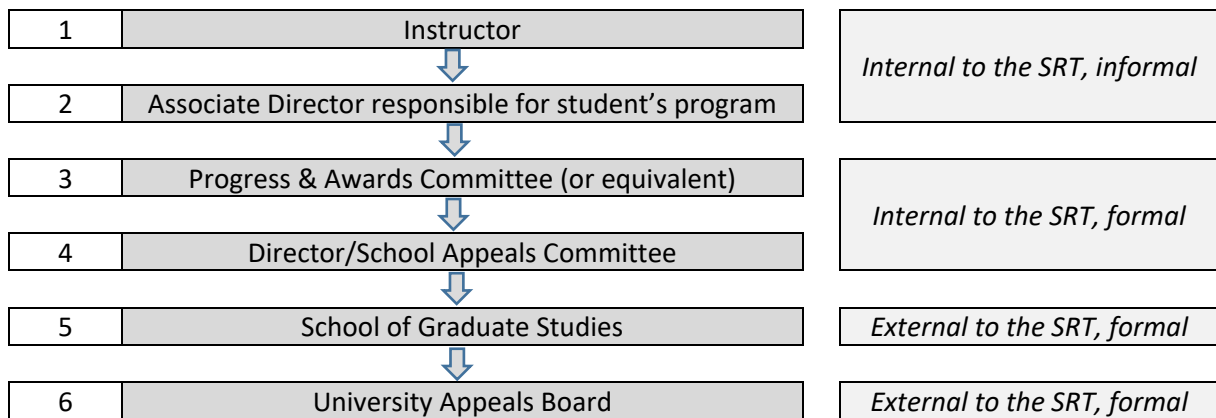 1 Instructor
Internal to the SRT, informal
2 Associate Director responsible for student’s program
3 Progress & Awards Committee (or equivalent)
Internal to the SRT, formal
4 Director/School Appeals Committee
5 School of Graduate Studies External to the SRT, formal
6 University Appeals Board External to the SRT, formal